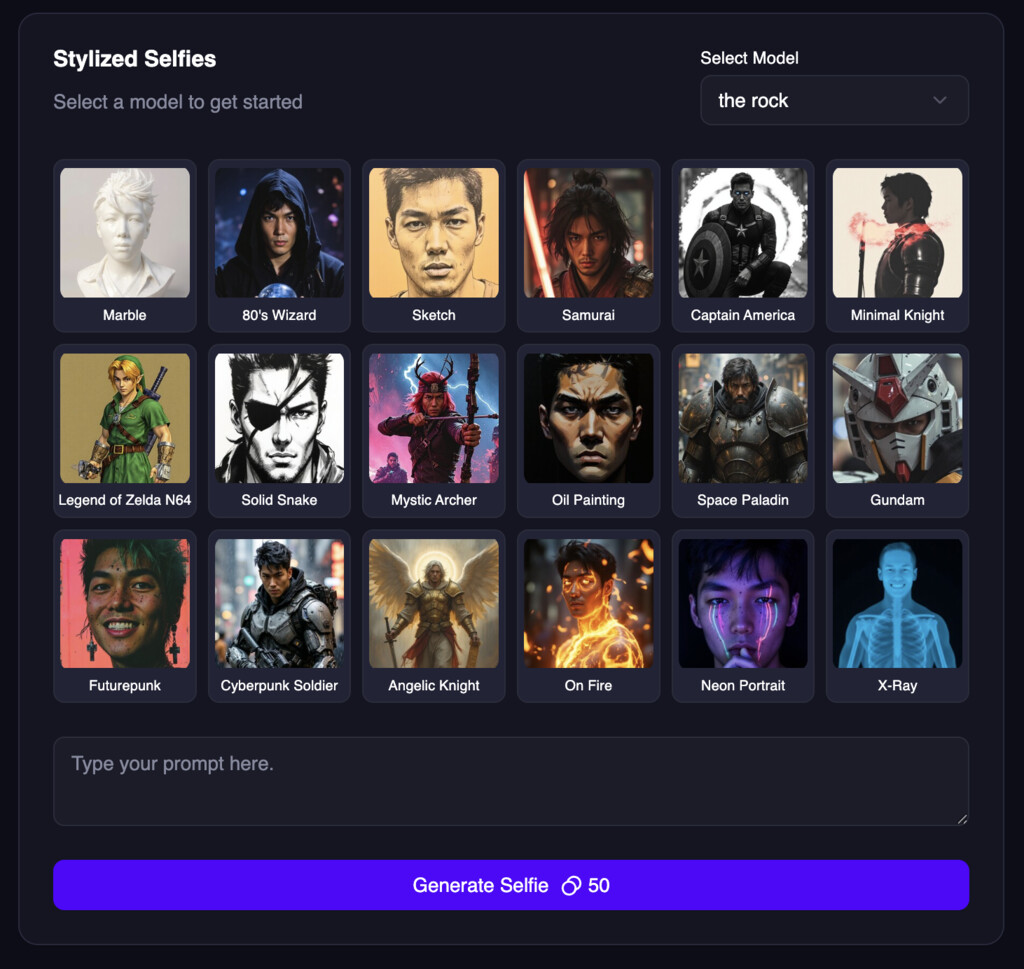 Stylized Selfies
Select Model
Select a model to get started
the rock
Marble
80's Wizard
Sketch
Samurai
Captain America
Minimal Knight
Legend of Zelda N64
Solid Snake
Mystic Archer
Oil Painting
Space Paladin
Gundam
Futurepunk
Cyberpunk Soldier
Angelic Knight
On Fire
Neon Portrait
X-Ray
Type your prompt here.
Generate Selfie 50